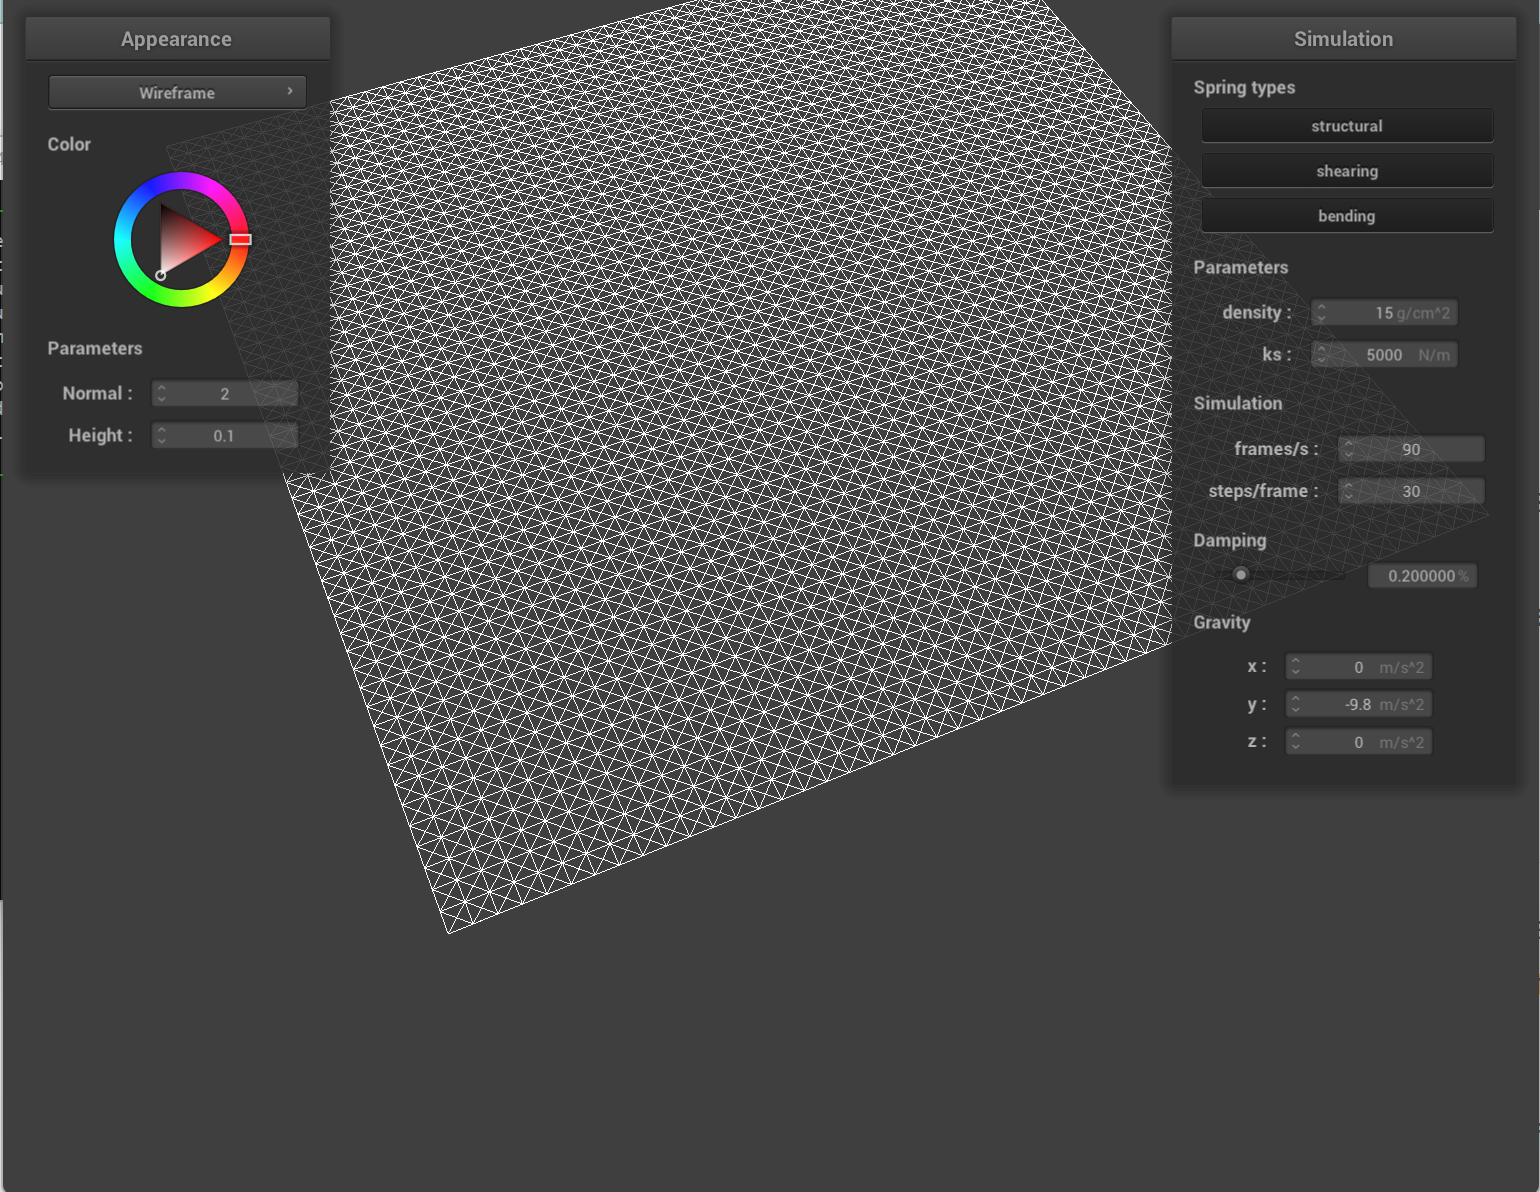 Appearance
Wireframe
Color
Parameters
Normal : 2
Height : 0.1
Simulation
Spring types
structural
shearing
bending
Parameters
density : 15 g/cm^2
ks : 5000 N/m
Simulation
frames/s : 90
steps/frame : 30
Damping
0.200000 %
Gravity
x : 0 m/s^2
y : -9.8 m/s^2
z : 0 m/s^2